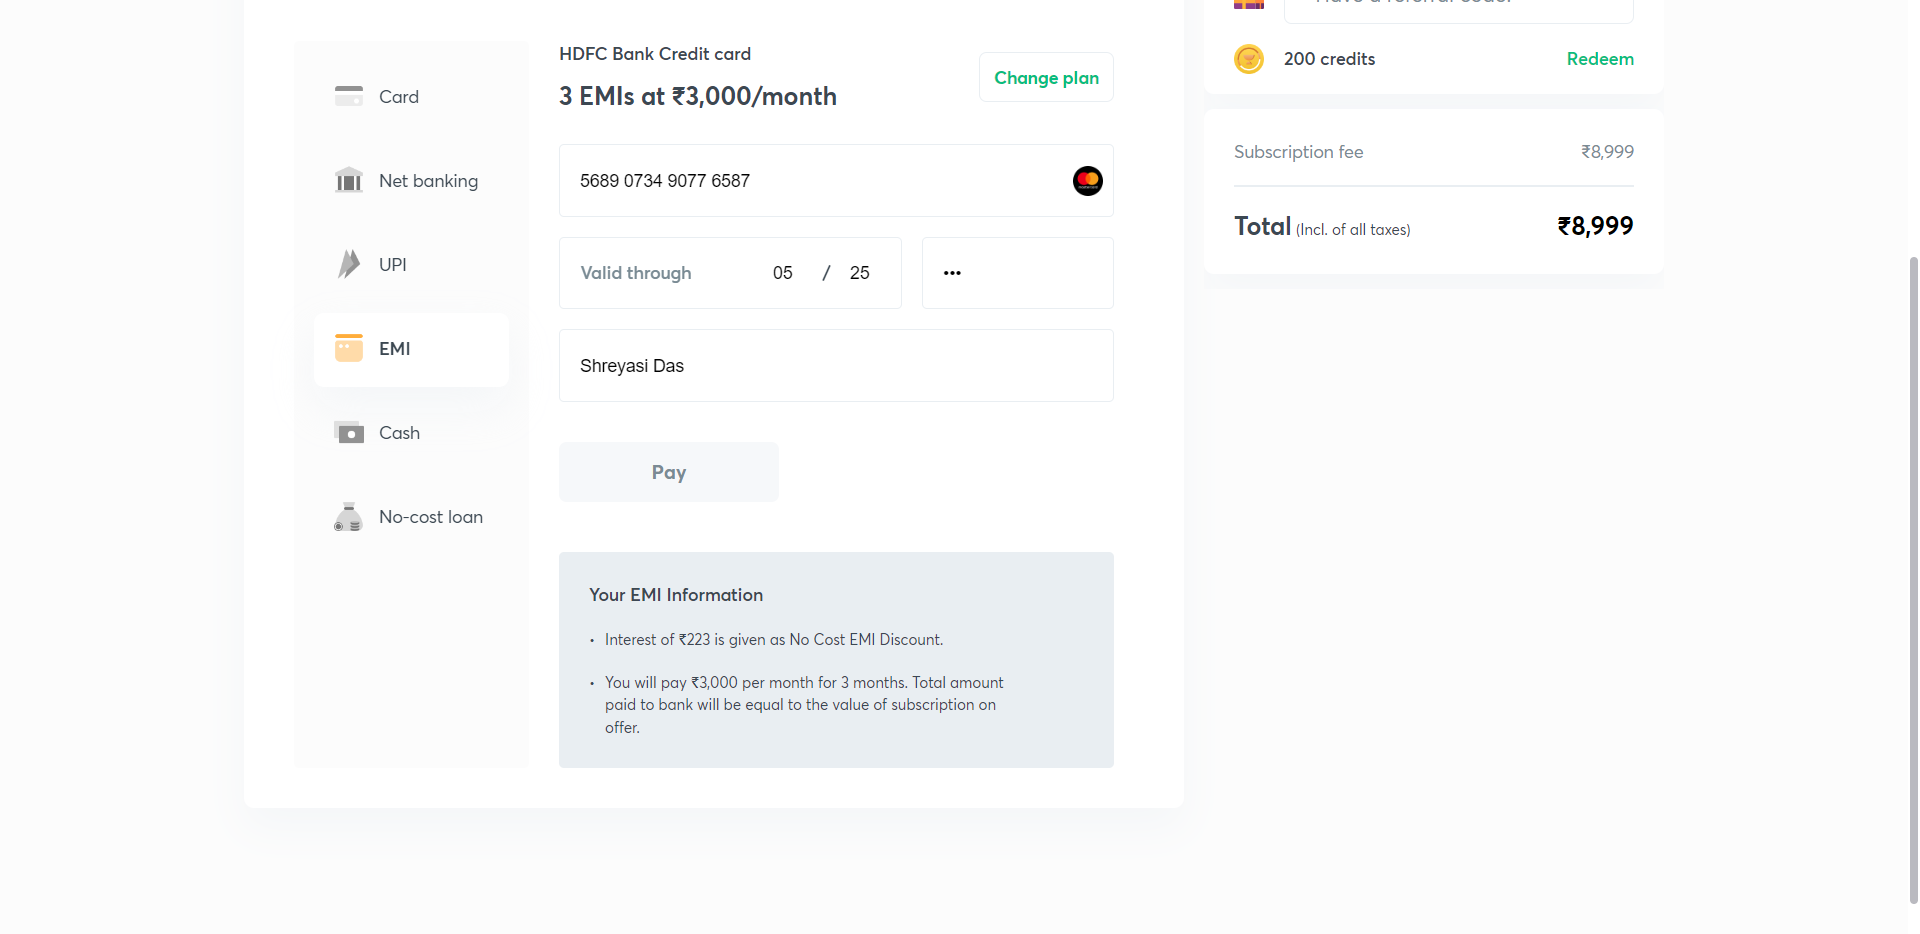 Card
Net banking
UPI
EMI
Cash
No-cost loan
HDFC Bank Credit card
3 EMIs at ₹3,000/month
Change plan
5689 0734 9077 6587
Valid through 05 / 25
•••
Shreyasi Das
Pay
Your EMI Information
• Interest of ₹223 is given as No Cost EMI Discount.
• You will pay ₹3,000 per month for 3 months. Total amount
paid to bank will be equal to the value of subscription on
offer.
Have a referral code?
200 credits Redeem
Subscription fee ₹8,999
Total (Incl. of all taxes) ₹8,999